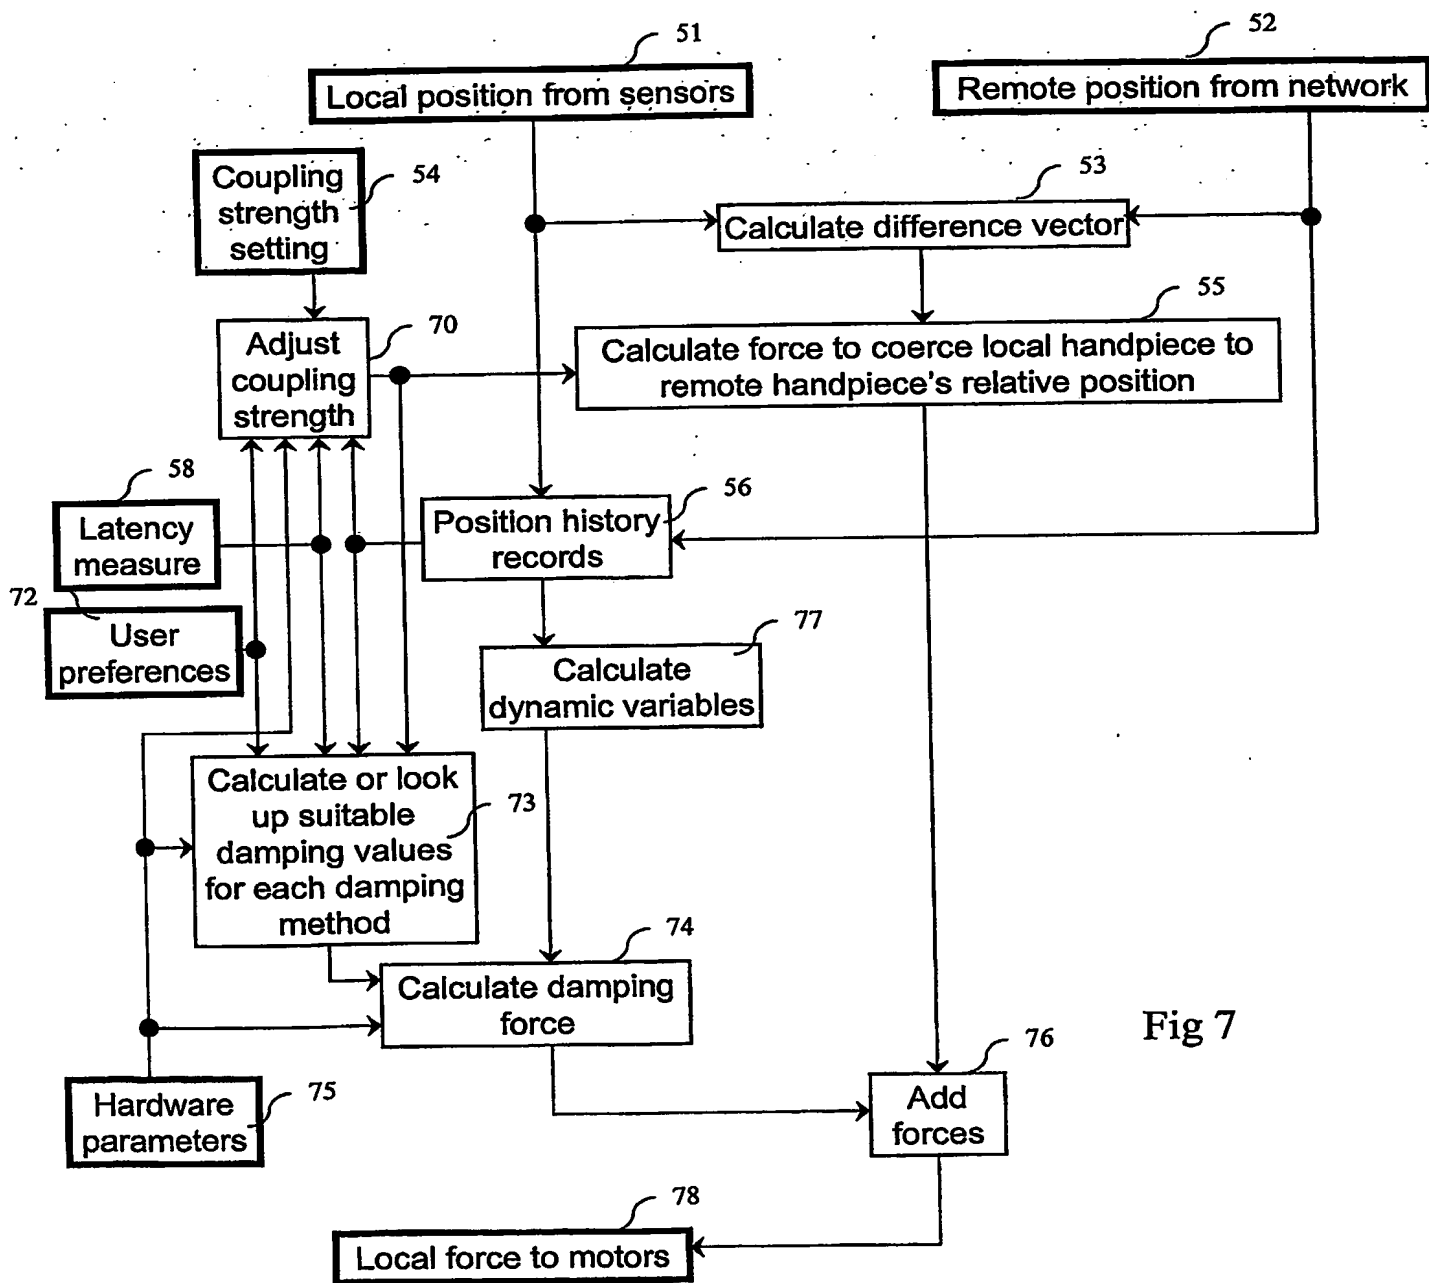 51
52
Local position from sensors
Remote position from network
Coupling
strength
setting
54
53
Calculate difference vector
55
70
Adjust
coupling
strength
Calculate force to coerce local handpiece to
remote handpiece's relative position
58
Latency
measure
56
Position history
records
72
User
preferences
77
Calculate
dynamic variables
Calculate or look
up suitable
damping values
for each damping
method
73
74
Calculate damping
force
Fig 7
76
Add
forces
Hardware
parameters
75
78
Local force to motors